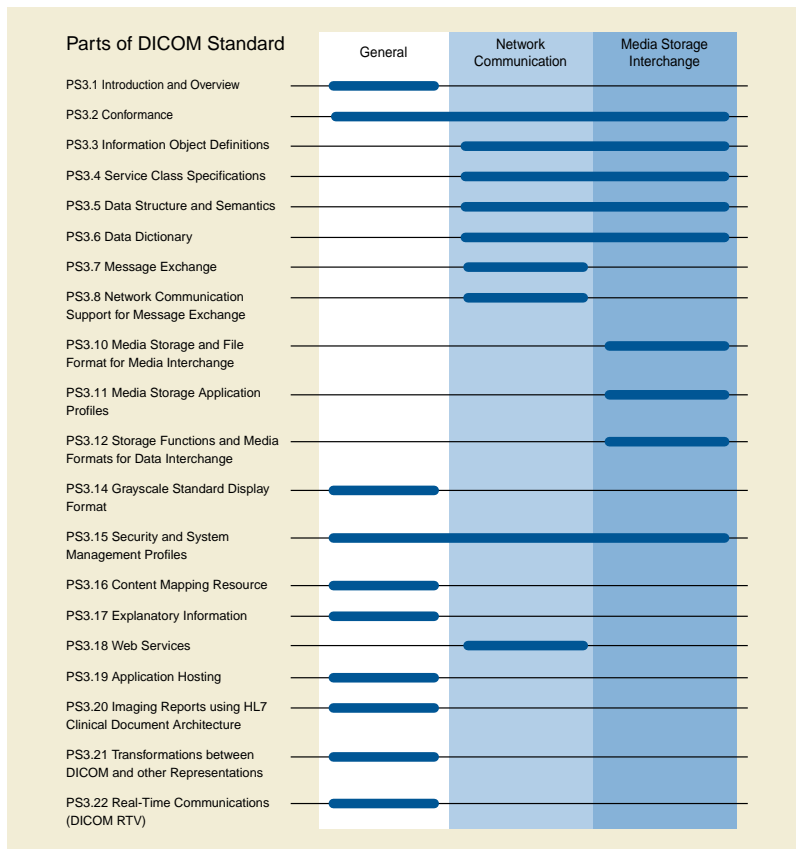 Parts of DICOM Standard
General
Network
Communication
Media Storage
Interchange
PS3.1 Introduction and Overview
PS3.2 Conformance
PS3.3 Information Object Definitions
PS3.4 Service Class Specifications
PS3.5 Data Structure and Semantics
PS3.6 Data Dictionary
PS3.7 Message Exchange
PS3.8 Network Communication
Support for Message Exchange
PS3.10 Media Storage and File
Format for Media Interchange
PS3.11 Media Storage Application
Profiles
PS3.12 Storage Functions and Media
Formats for Data Interchange
PS3.14 Grayscale Standard Display
Format
PS3.15 Security and System
Management Profiles
PS3.16 Content Mapping Resource
PS3.17 Explanatory Information
PS3.18 Web Services
PS3.19 Application Hosting
PS3.20 Imaging Reports using HL7
Clinical Document Architecture
PS3.21 Transformations between
DICOM and other Representations
PS3.22 Real-Time Communications
(DICOM RTV)